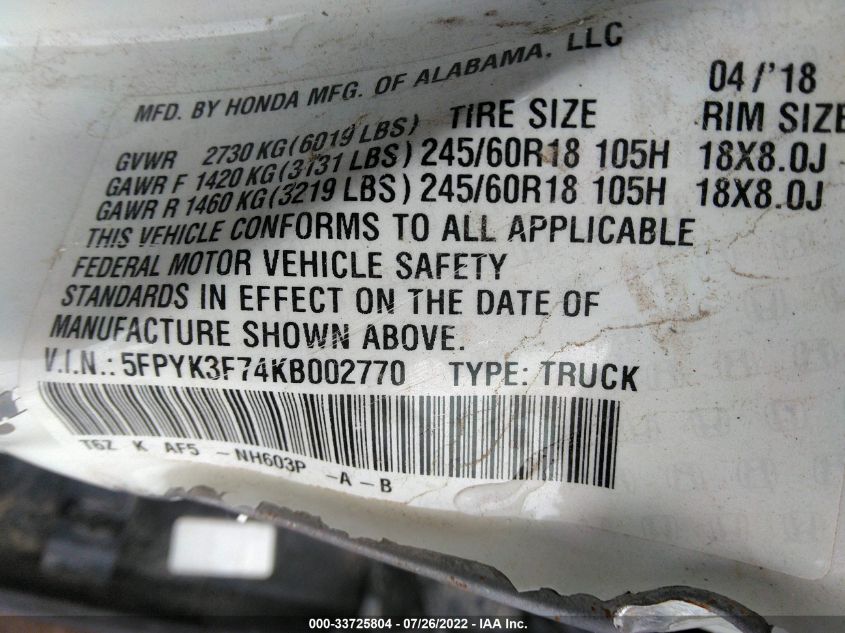 MFD. BY HONDA MFG. OF ALABAMA, LLC 04/'18
GVWR 2730 KG(6019 LBS) TIRE SIZE RIM SIZE
GAWR F 1420 KG(3131 LBS) 245/60R18 105H 18X8.0J
GAWR R 1460 KG(3219 LBS) 245/60R18 105H 18X8.0J
THIS VEHICLE CONFORMS TO ALL APPLICABLE
FEDERAL MOTOR VEHICLE SAFETY
STANDARDS IN EFFECT ON THE DATE OF
MANUFACTURE SHOWN ABOVE.
V.I.N.: 5FPYK3F74KB002770 TYPE: TRUCK
T6Z K AF5 -NH603P -A-B
000-33725804 / 07/26/2022 - IAA Inc.